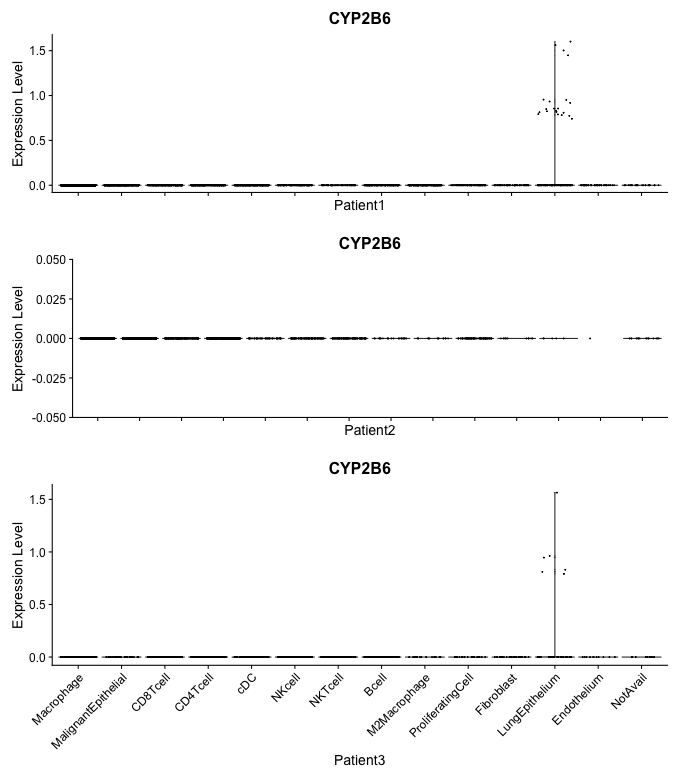 CYP2B6
Expression Level
1.5
1.0
0.5
0.0
Patient1
CYP2B6
Expression Level
0.050
0.025
0.000
-0.025
-0.050
Patient2
CYP2B6
Expression Level
1.5
1.0
0.5
0.0
Macrophage
MalignantEpithelial
CD8Tcell
CD4Tcell
cDC
NKcell
NKTcell
Bcell
M2Macrophage
ProliferatingCell
Fibroblast
LungEpithelium
Endothelium
NotAvail
Patient3